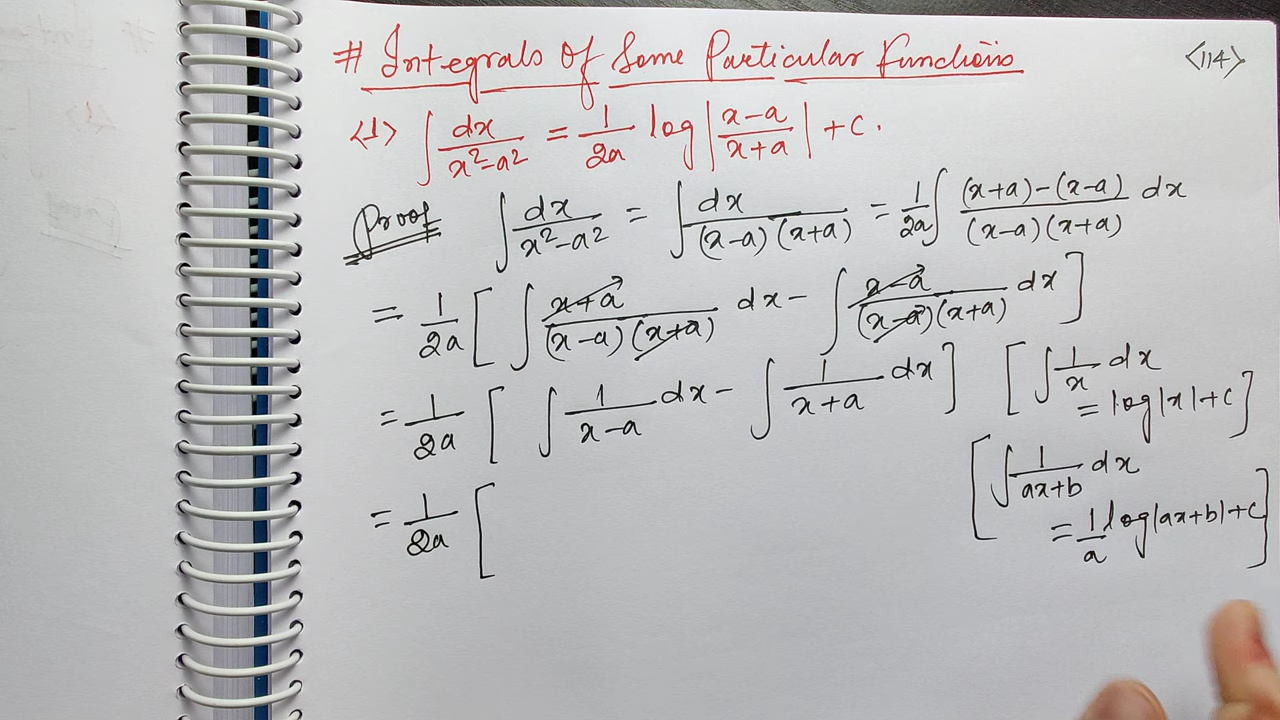 # Integrals Of Some Particular Functions <114>
<1> ∫ dx/(x²-a²) = 1/2a log |(x-a)/(x+a)| + c.
Proof ∫ dx/(x²-a²) = ∫ dx/((x-a)(x+a)) = 1/2a ∫ ((x+a)-(x-a))/((x-a)(x+a)) dx
= 1/2a [ ∫ (x+a)/((x-a)(x+a)) dx - ∫ (x-a)/((x-a)(x+a)) dx ]
= 1/2a [ ∫ 1/(x-a) dx - ∫ 1/(x+a) dx ] [ ∫ 1/x dx
= log|x|+c ]
[ ∫ 1/(ax+b) dx
= 1/2a [
= 1/a log|ax+b|+c ]